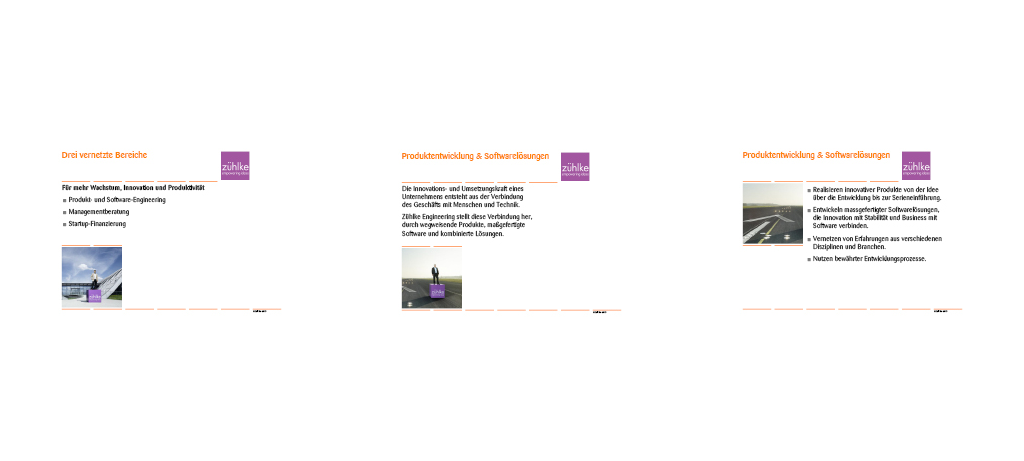 Drei vernetzte Bereiche
zühlke
empowering ideas
Für mehr Wachstum, Innovation und Produktivität
Produkt- und Software-Engineering
Managementberatung
Startup-Finanzierung
zühlke
Produktentwicklung & Softwarelösungen
zühlke
empowering ideas
Die Innovations- und Umsetzungskraft eines
Unternehmens entsteht aus der Verbindung
des Geschäfts mit Menschen und Technik.
Zühlke Engineering stellt diese Verbindung her,
durch wegweisende Produkte, maßgefertigte
Software und kombinierte Lösungen.
zühlke
Produktentwicklung & Softwarelösungen
zühlke
empowering ideas
Realisieren innovativer Produkte von der Idee
über die Entwicklung bis zur Serieneinführung.
Entwickeln massgefertigter Softwarelösungen,
die Innovation mit Stabilität und Business mit
Software verbinden.
Vernetzen von Erfahrungen aus verschiedenen
Disziplinen und Branchen.
Nutzen bewährter Entwicklungsprozesse.